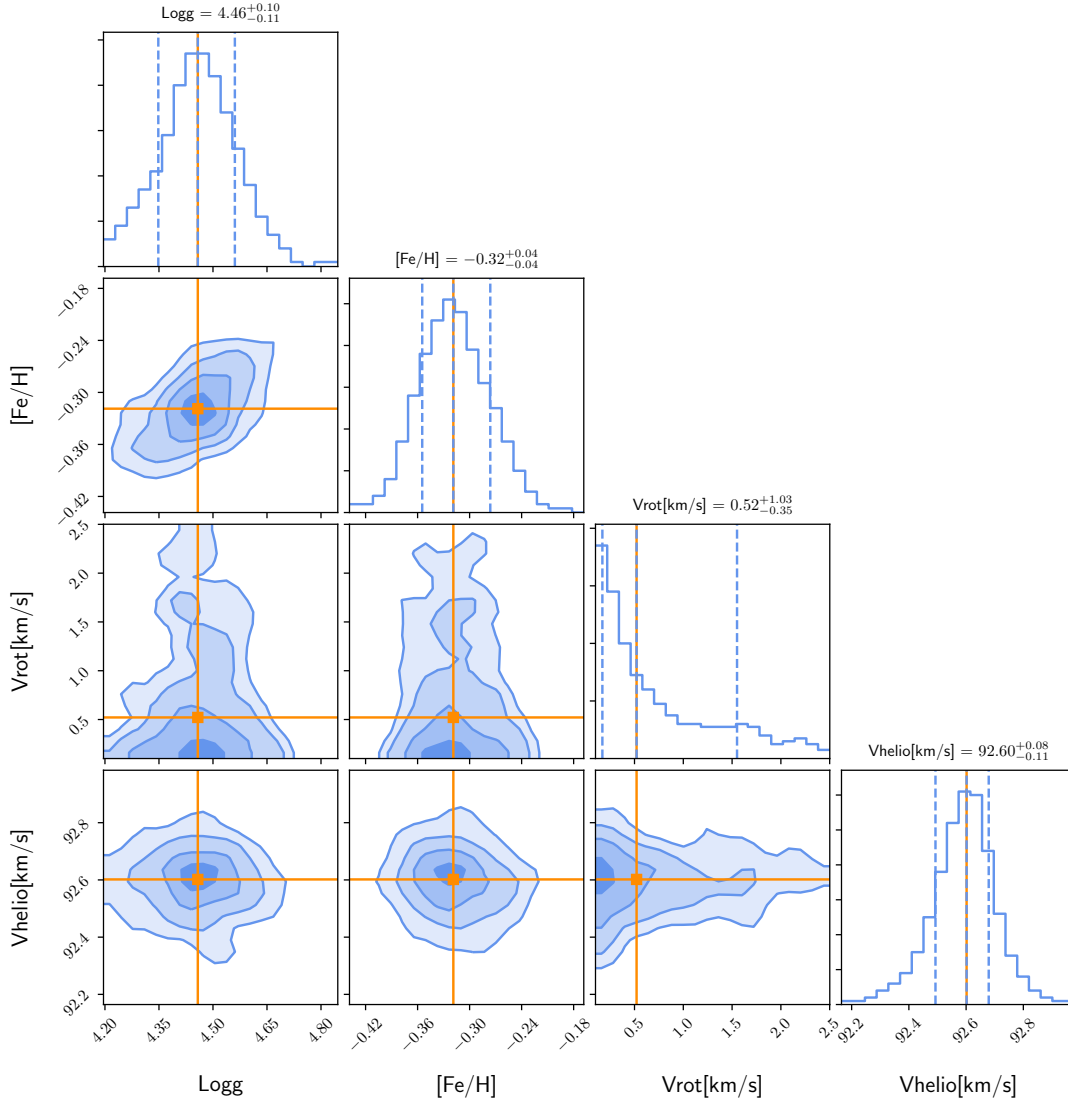 Logg = 4.46^{+0.10}_{-0.11}
[Fe/H] = −0.32^{+0.04}_{-0.04}
−0.18
−0.24
−0.30
−0.36
−0.42
[Fe/H]
Vrot[km/s] = 0.52^{+1.03}_{-0.35}
2.5
2.0
1.5
1.0
0.5
Vrot[km/s]
Vhelio[km/s] = 92.60^{+0.08}_{-0.11}
92.8
92.6
92.4
92.2
Vhelio[km/s]
4.20 4.35 4.50 4.65 4.80 −0.42 −0.36 −0.30 −0.24 −0.18 0.5 1.0 1.5 2.0 2.5 92.2 92.4 92.6 92.8
Logg [Fe/H] Vrot[km/s] Vhelio[km/s]